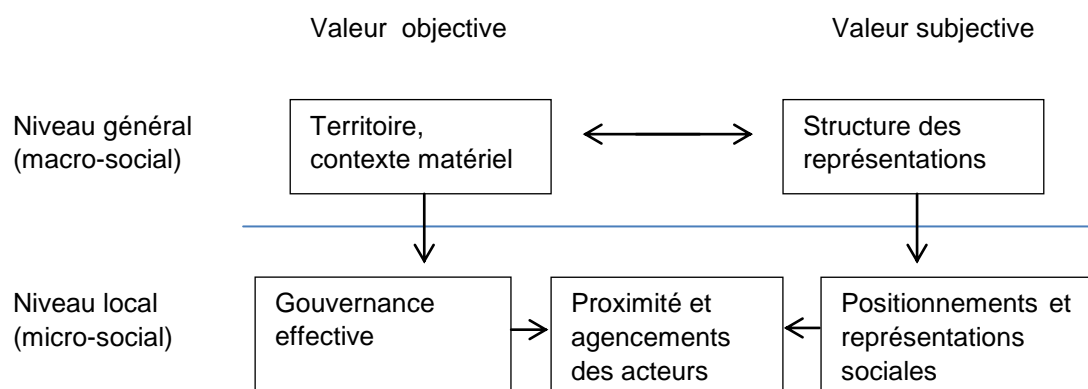 Valeur objective
Valeur subjective
Niveau général
(macro-social)
Territoire,
contexte matériel
Structure des
représentations
Niveau local
(micro-social)
Gouvernance
effective
Proximité et
agencements
des acteurs
Positionnements et
représentations
sociales